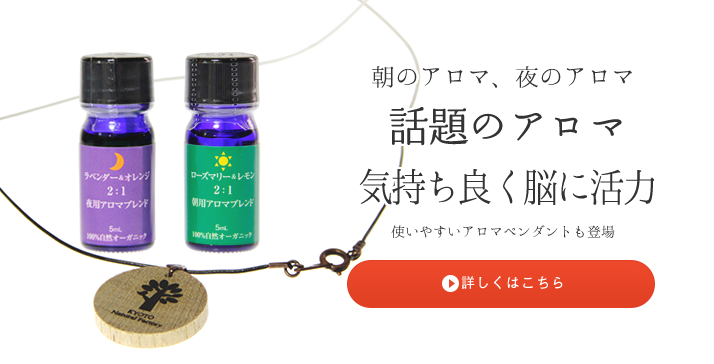 朝のアロマ、夜のアロマ
話題のアロマ
気持ち良く脳に活力
使いやすいアロマペンダントも登場
詳しくはこちら
ラベンダー&オレンジ
2:1
夜用アロマブレンド
5mL
100%自然オーガニック
ローズマリー&レモン
2:1
朝用アロマブレンド
5mL
100%自然オーガニック
KYOTO
Natural Factory